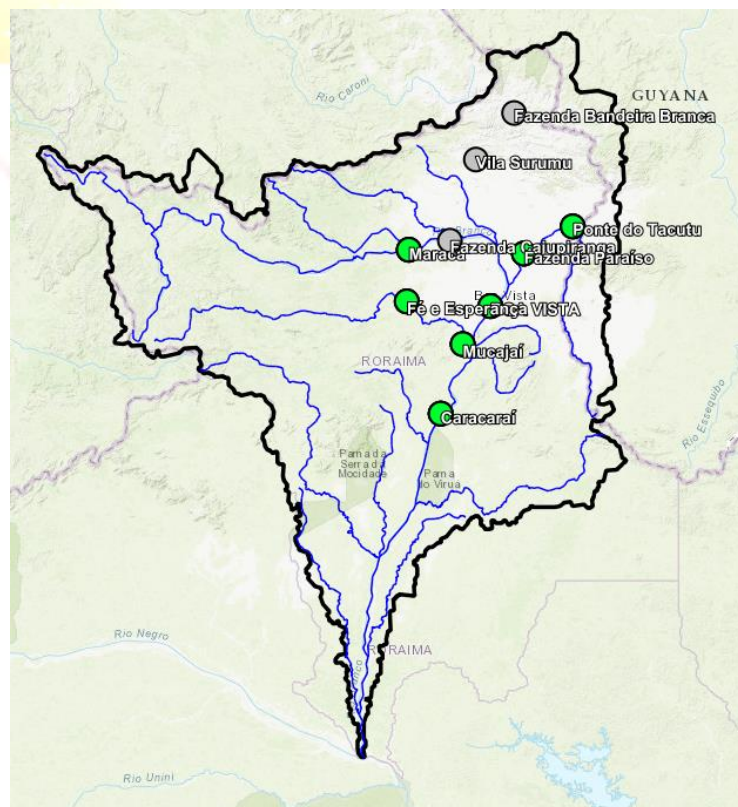 Rio Caroni
GUYANA
Fazenda Bandeira Branca
Vila Surumu
Ponte do Tacutu
Fazenda Cajupiranga
Maracá
Fazenda Paraíso
Fé e Esperança
VISTA
Mucajaí
RORAIMA
Caracaraí
Rio Essequibo
Parna da
Serra da
Mocidade
Parna
do Viruá
Rio Negro
RORAIMA
Rio Unini